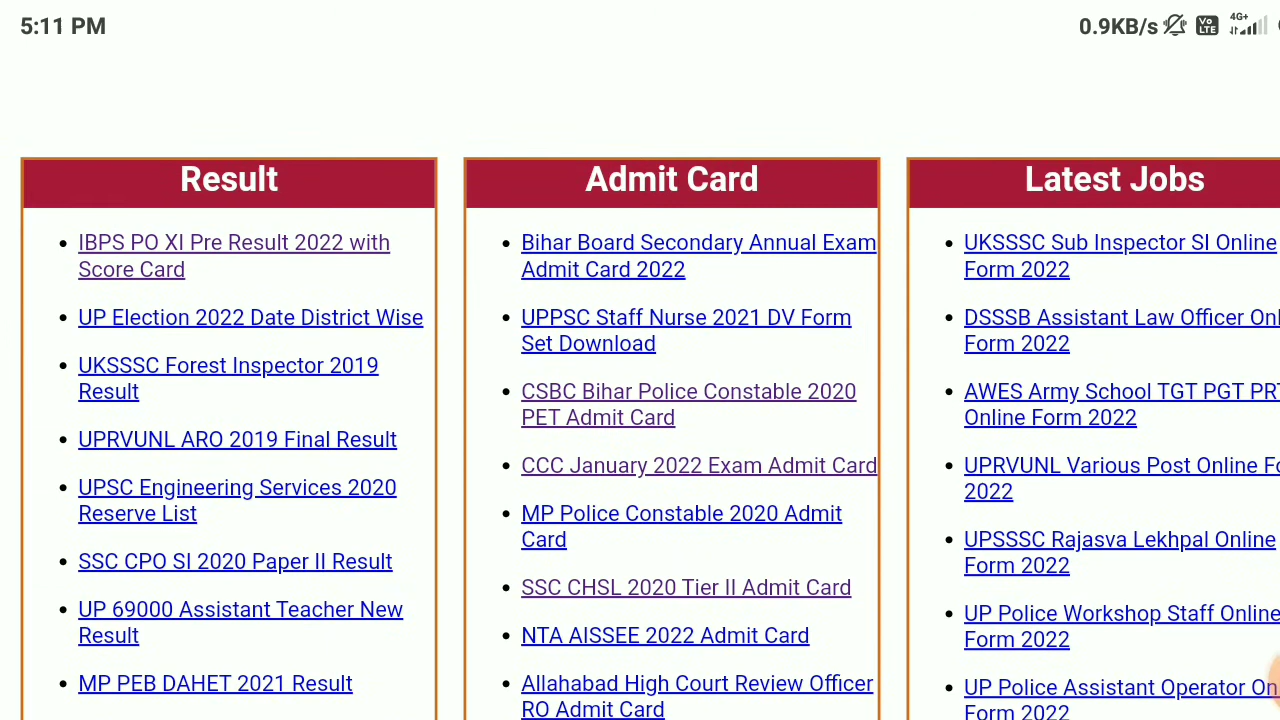 5:11 PM
0.9KB/s
Vo
LTE
4G+
Result
IBPS PO XI Pre Result 2022 with
Score Card
UP Election 2022 Date District Wise
UKSSSC Forest Inspector 2019
Result
UPRVUNL ARO 2019 Final Result
UPSC Engineering Services 2020
Reserve List
SSC CPO SI 2020 Paper II Result
UP 69000 Assistant Teacher New
Result
MP PEB DAHET 2021 Result
Admit Card
Bihar Board Secondary Annual Exam
Admit Card 2022
UPPSC Staff Nurse 2021 DV Form
Set Download
CSBC Bihar Police Constable 2020
PET Admit Card
CCC January 2022 Exam Admit Card
MP Police Constable 2020 Admit
Card
SSC CHSL 2020 Tier II Admit Card
NTA AISSEE 2022 Admit Card
Allahabad High Court Review Officer
RO Admit Card
Latest Jobs
UKSSSC Sub Inspector SI Online
Form 2022
DSSSB Assistant Law Officer Onl
Form 2022
AWES Army School TGT PGT PRT
Online Form 2022
UPRVUNL Various Post Online Fo
2022
UPSSSC Rajasva Lekhpal Online
Form 2022
UP Police Workshop Staff Online
Form 2022
UP Police Assistant Operator On
Form 2022